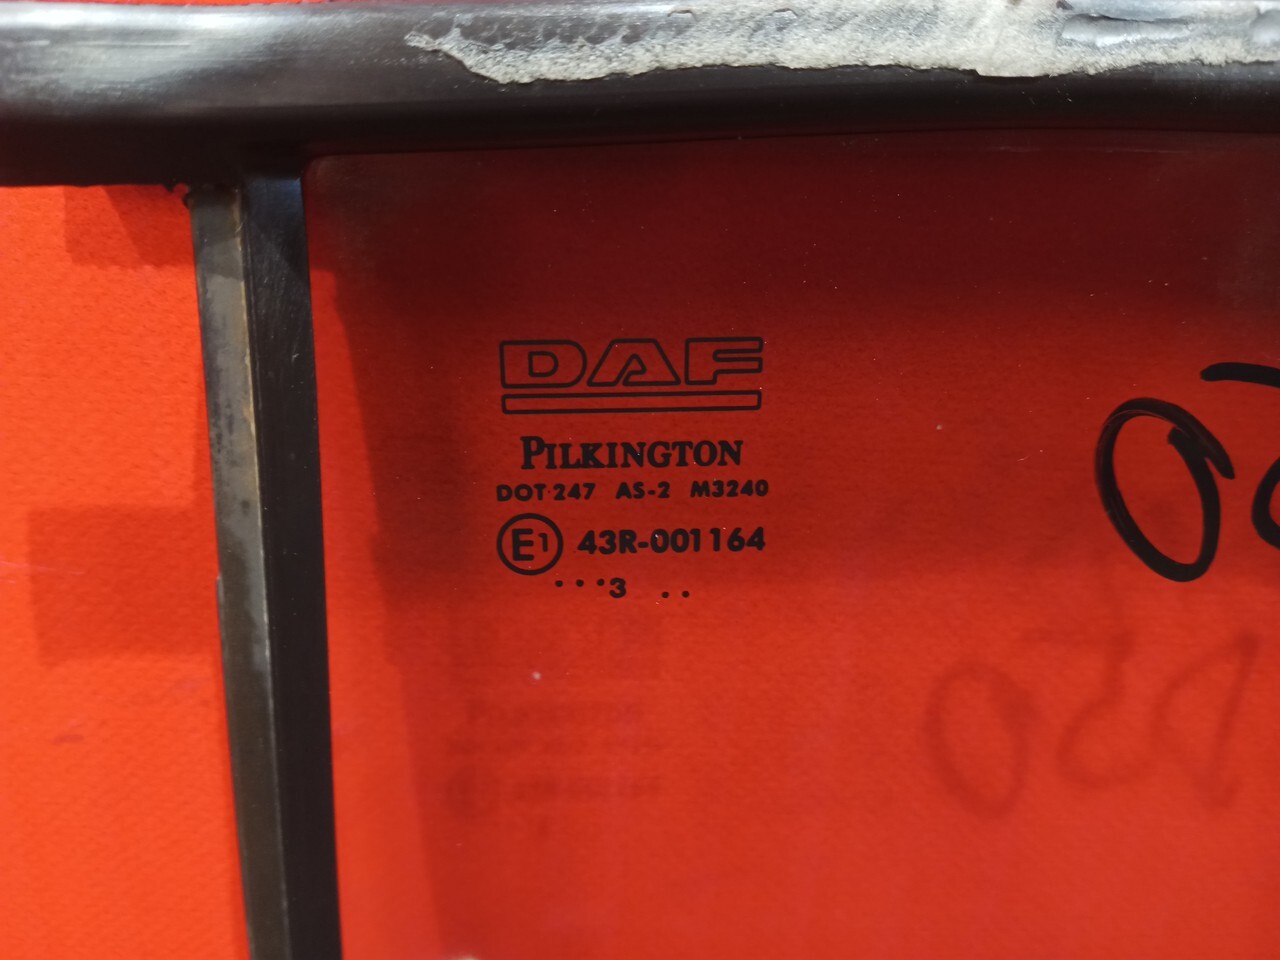 DAF
PILKINGTON
DOT·247 AS-2 M3240
E1 43R-001164
...3 ..